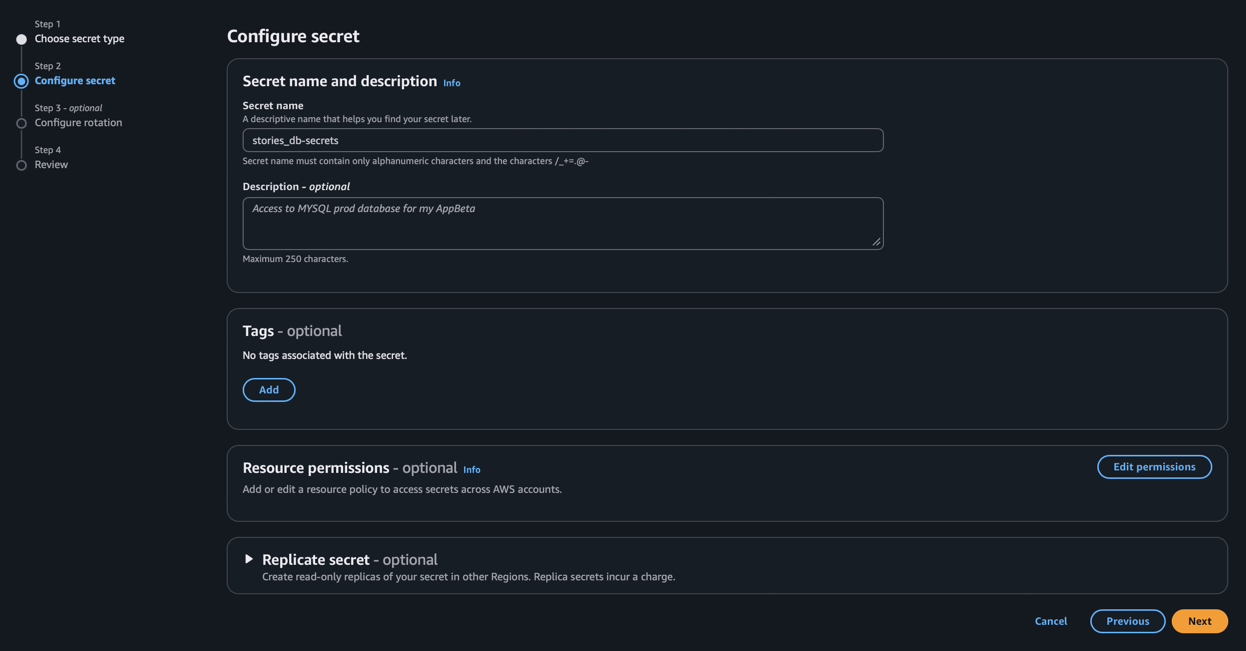 Step 1
Choose secret type
Step 2
Configure secret
Step 3 - optional
Configure rotation
Step 4
Review
Configure secret
Secret name and description Info
Secret name
A descriptive name that helps you find your secret later.
stories_db-secrets
Secret name must contain only alphanumeric characters and the characters /_+=.@-
Description - optional
Access to MYSQL prod database for my AppBeta
Maximum 250 characters.
Tags - optional
No tags associated with the secret.
Add
Resource permissions - optional Info
Edit permissions
Add or edit a resource policy to access secrets across AWS accounts.
Replicate secret - optional
Create read-only replicas of your secret in other Regions. Replica secrets incur a charge.
Cancel
Previous
Next